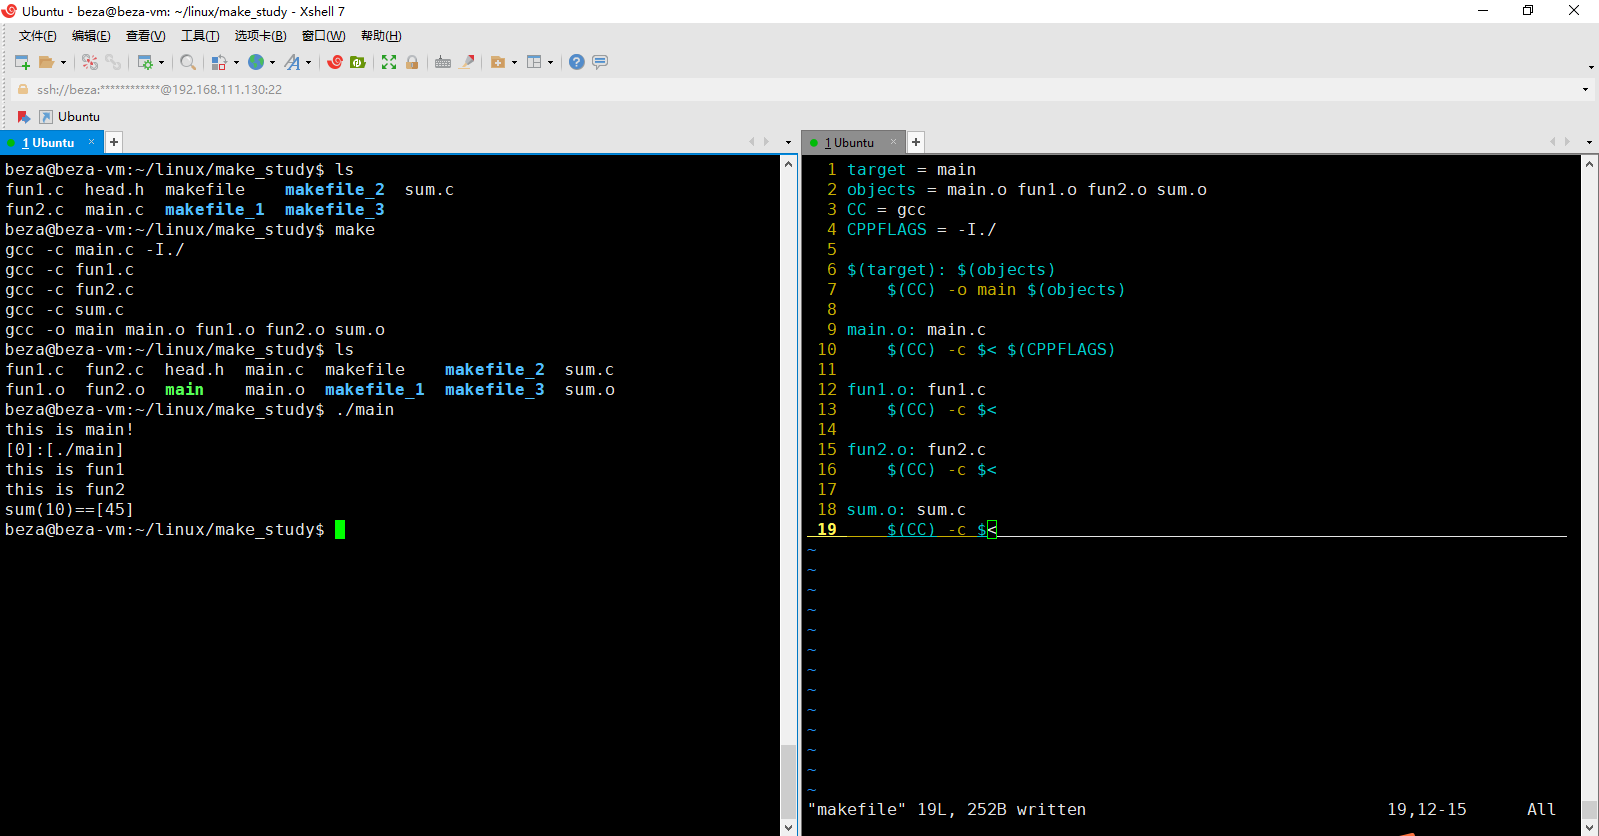 Ubuntu - beza@beza-vm: ~/linux/make_study - Xshell 7
文件(F) 编辑(E) 查看(V) 工具(T) 选项卡(B) 窗口(W) 帮助(H)
ssh://beza:************@192.168.111.130:22
Ubuntu
1 Ubuntu × +
beza@beza-vm:~/linux/make_study$ ls
fun1.c  head.h  makefile    makefile_2  sum.c
fun2.c  main.c  makefile_1  makefile_3
beza@beza-vm:~/linux/make_study$ make
gcc -c main.c -I./
gcc -c fun1.c
gcc -c fun2.c
gcc -c sum.c
gcc -o main main.o fun1.o fun2.o sum.o
beza@beza-vm:~/linux/make_study$ ls
fun1.c  fun2.c  head.h  main.c  makefile    makefile_2  sum.c
fun1.o  fun2.o  main    main.o  makefile_1  makefile_3  sum.o
beza@beza-vm:~/linux/make_study$ ./main
this is main!
[0]:[./main]
this is fun1
this is fun2
sum(10)==[45]
beza@beza-vm:~/linux/make_study$
1 Ubuntu × +
1 target = main
2 objects = main.o fun1.o fun2.o sum.o
3 CC = gcc
4 CPPFLAGS = -I./
5
6 $(target): $(objects)
7     $(CC) -o main $(objects)
8
9 main.o: main.c
10     $(CC) -c $< $(CPPFLAGS)
11
12 fun1.o: fun1.c
13     $(CC) -c $<
14
15 fun2.o: fun2.c
16     $(CC) -c $<
17
18 sum.o: sum.c
19     $(CC) -c $<
~
~
~
~
~
~
~
~
~
~
~
~
~
"makefile" 19L, 252B written 19,12-15 All